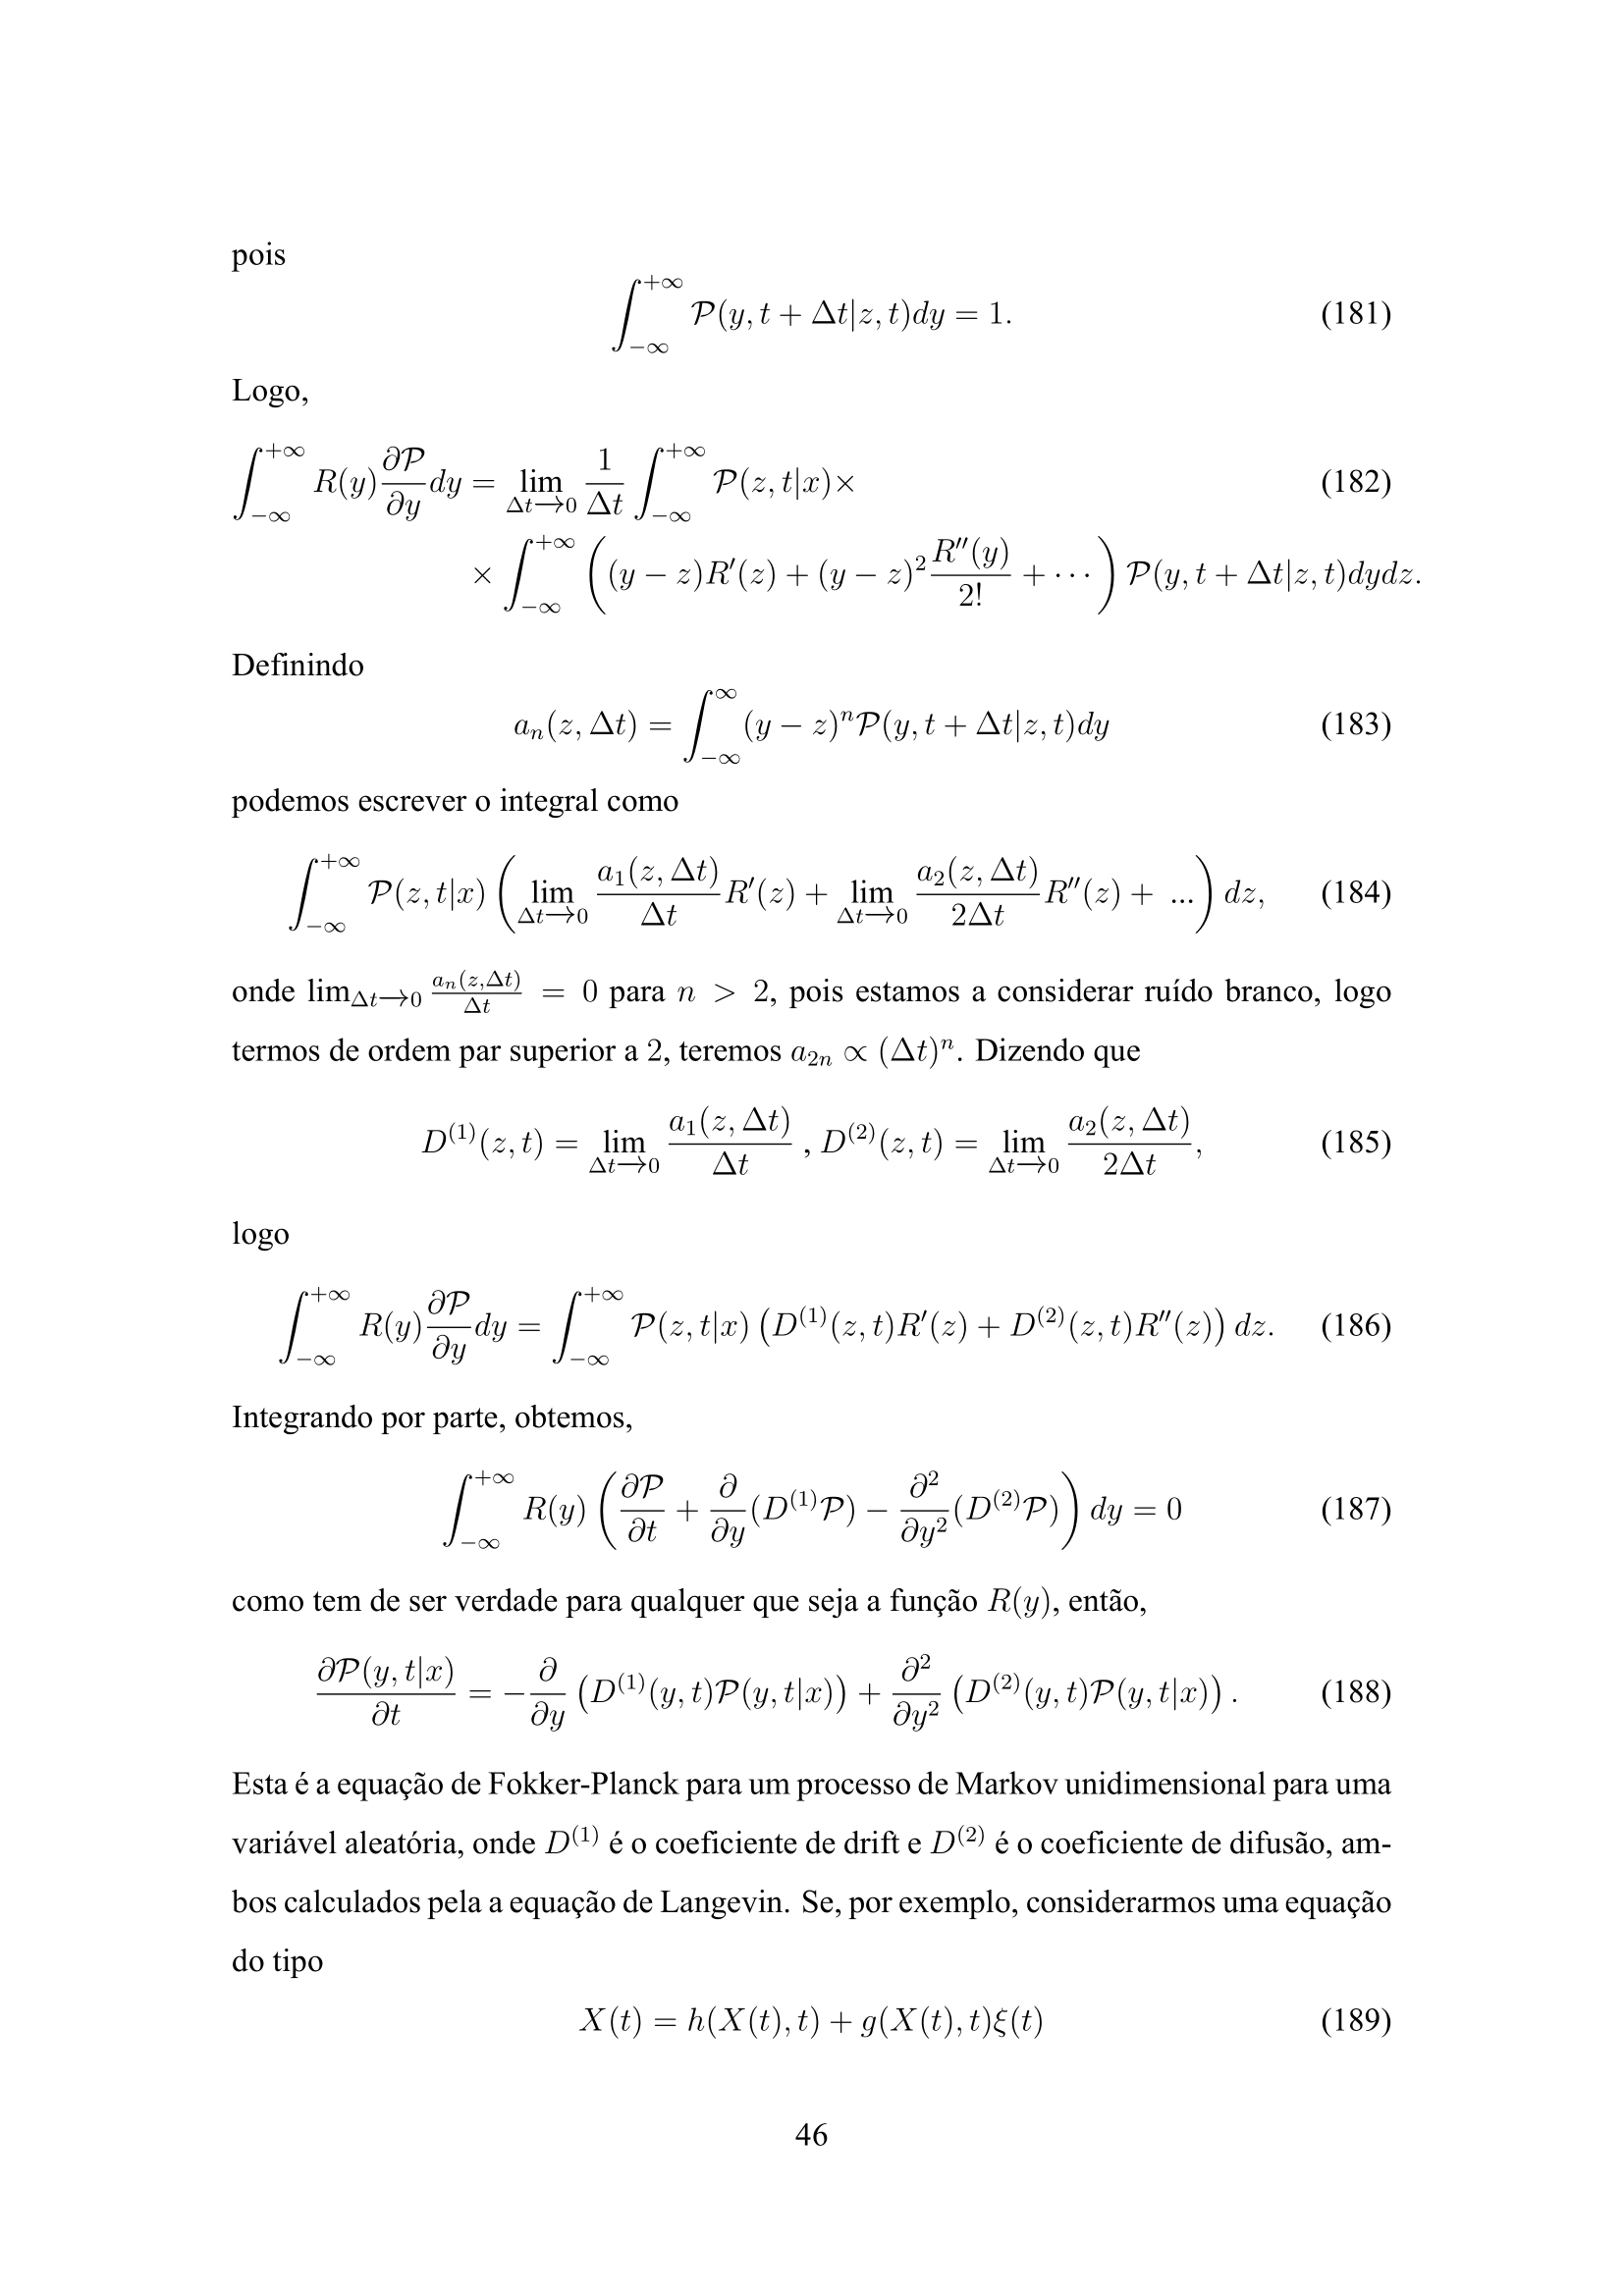 pois
$$\int_{-\infty}^{+\infty} \mathcal{P}(y, t + \Delta t|z, t)dy = 1. \quad (181)$$
Logo,
$$\int_{-\infty}^{+\infty} R(y)\frac{\partial \mathcal{P}}{\partial y}dy = \lim_{\Delta t \to 0} \frac{1}{\Delta t} \int_{-\infty}^{+\infty} \mathcal{P}(z, t|x) \times \quad (182)$$
$$\times \int_{-\infty}^{+\infty} \left( (y - z)R'(z) + (y - z)^2 \frac{R''(y)}{2!} + \cdots \right) \mathcal{P}(y, t + \Delta t|z, t)dydz.$$
Definindo
$$a_n(z, \Delta t) = \int_{-\infty}^{\infty} (y - z)^n \mathcal{P}(y, t + \Delta t|z, t)dy \quad (183)$$
podemos escrever o integral como
$$\int_{-\infty}^{+\infty} \mathcal{P}(z, t|x) \left( \lim_{\Delta t \to 0} \frac{a_1(z, \Delta t)}{\Delta t} R'(z) + \lim_{\Delta t \to 0} \frac{a_2(z, \Delta t)}{2\Delta t} R''(z) + \ ... \right) dz, \quad (184)$$
onde $\lim_{\Delta t \to 0} \frac{a_n(z,\Delta t)}{\Delta t} = 0$ para $n > 2$, pois estamos a considerar ruído branco, logo
termos de ordem par superior a 2, teremos $a_{2n} \propto (\Delta t)^n$. Dizendo que
$$D^{(1)}(z, t) = \lim_{\Delta t \to 0} \frac{a_1(z, \Delta t)}{\Delta t} \ , D^{(2)}(z, t) = \lim_{\Delta t \to 0} \frac{a_2(z, \Delta t)}{2\Delta t}, \quad (185)$$
logo
$$\int_{-\infty}^{+\infty} R(y)\frac{\partial \mathcal{P}}{\partial y}dy = \int_{-\infty}^{+\infty} \mathcal{P}(z, t|x) \left( D^{(1)}(z, t)R'(z) + D^{(2)}(z, t)R''(z) \right) dz. \quad (186)$$
Integrando por parte, obtemos,
$$\int_{-\infty}^{+\infty} R(y) \left( \frac{\partial \mathcal{P}}{\partial t} + \frac{\partial}{\partial y}(D^{(1)}\mathcal{P}) - \frac{\partial^2}{\partial y^2}(D^{(2)}\mathcal{P}) \right) dy = 0 \quad (187)$$
como tem de ser verdade para qualquer que seja a função $R(y)$, então,
$$\frac{\partial \mathcal{P}(y, t|x)}{\partial t} = -\frac{\partial}{\partial y} \left( D^{(1)}(y, t)\mathcal{P}(y, t|x) \right) + \frac{\partial^2}{\partial y^2} \left( D^{(2)}(y, t)\mathcal{P}(y, t|x) \right). \quad (188)$$
Esta é a equação de Fokker-Planck para um processo de Markov unidimensional para uma
variável aleatória, onde $D^{(1)}$ é o coeficiente de drift e $D^{(2)}$ é o coeficiente de difusão, am-
bos calculados pela a equação de Langevin. Se, por exemplo, considerarmos uma equação
do tipo
$$X(t) = h(X(t), t) + g(X(t), t)\xi(t) \quad (189)$$
46